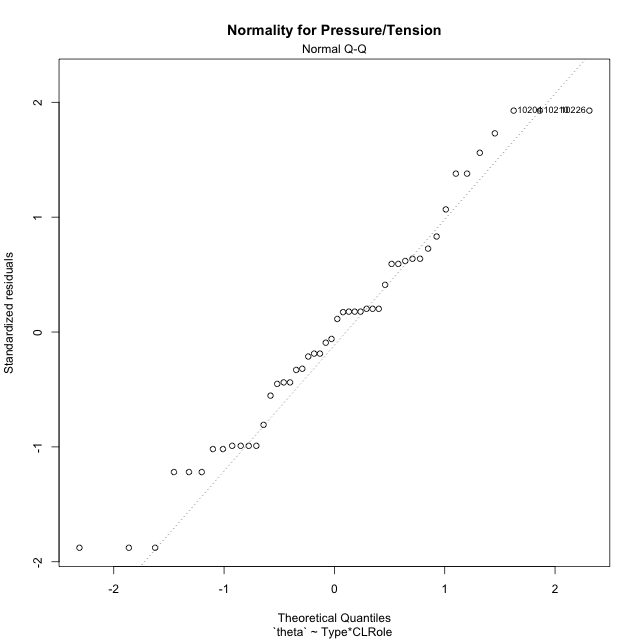 Normality for Pressure/Tension
Normal Q-Q
Standardized residuals
2
1
0
-1
-2
10226
-2 -1 0 1 2
Theoretical Quantiles
`theta` ~ Type*CLRole